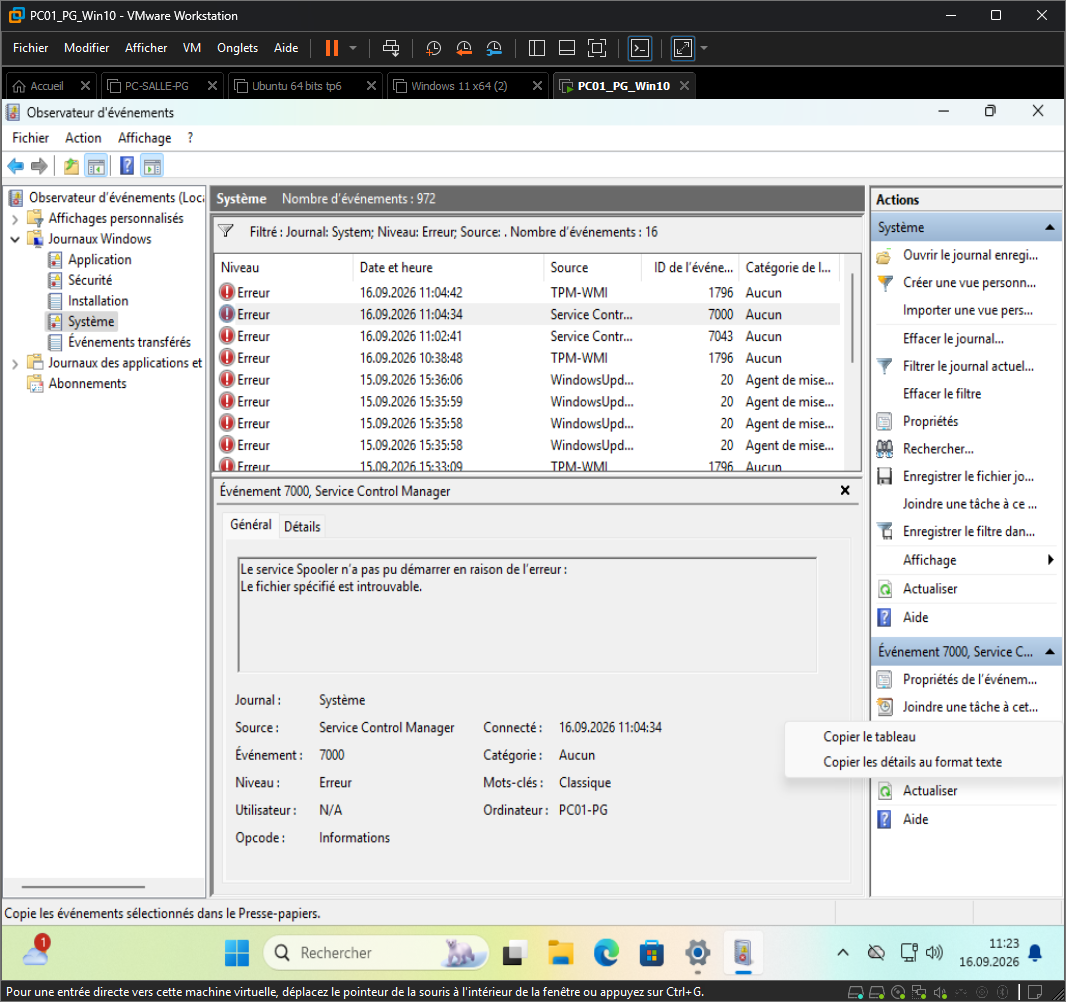 PC01_PG_Win10 - VMware Workstation
Fichier Modifier Afficher VM Onglets Aide
Accueil PC-SALLE-PG Ubuntu 64 bits tp6 Windows 11 x64 (2) PC01_PG_Win10
Observateur d'événements
Fichier Action Affichage ?
Observateur d'événements (Loca
Affichages personnalisés
Journaux Windows
Application
Sécurité
Installation
Système
Événements transférés
Journaux des applications et
Abonnements
Système Nombre d'événements : 972
Filtré : Journal: System; Niveau: Erreur; Source: . Nombre d'événements : 16
Niveau Date et heure Source ID de l'événe... Catégorie de l...
Erreur 16.09.2026 11:04:42 TPM-WMI 1796 Aucun
Erreur 16.09.2026 11:04:34 Service Contr... 7000 Aucun
Erreur 16.09.2026 11:02:41 Service Contr... 7043 Aucun
Erreur 16.09.2026 10:38:48 TPM-WMI 1796 Aucun
Erreur 15.09.2026 15:36:06 WindowsUpd... 20 Agent de mise...
Erreur 15.09.2026 15:35:59 WindowsUpd... 20 Agent de mise...
Erreur 15.09.2026 15:35:58 WindowsUpd... 20 Agent de mise...
Erreur 15.09.2026 15:35:58 WindowsUpd... 20 Agent de mise...
Erreur 15.09.2026 15:33:09 TPM-WMI 1796 Aucun
Événement 7000, Service Control Manager
Général Détails
Le service Spooler n'a pas pu démarrer en raison de l'erreur :
Le fichier spécifié est introuvable.
Journal : Système
Source : Service Control Manager Connecté : 16.09.2026 11:04:34
Événement : 7000 Catégorie : Aucun
Niveau : Erreur Mots-clés : Classique
Utilisateur : N/A Ordinateur : PC01-PG
Opcode : Informations
Actions
Système
Ouvrir le journal enregi...
Créer une vue personn...
Importer une vue pers...
Effacer le journal...
Filtrer le journal actuel...
Effacer le filtre
Propriétés
Rechercher...
Enregistrer le fichier jo...
Joindre une tâche à ce ...
Enregistrer le filtre dan...
Affichage
Actualiser
Aide
Événement 7000, Service C...
Propriétés de l'événem...
Joindre une tâche à cet...
Copier le tableau
Copier les détails au format texte
Actualiser
Aide
Copie les événements sélectionnés dans le Presse-papiers.
1
Rechercher
11:23
16.09.2026
Pour une entrée directe vers cette machine virtuelle, déplacez le pointeur de la souris à l'intérieur de la fenêtre ou appuyez sur Ctrl+G.